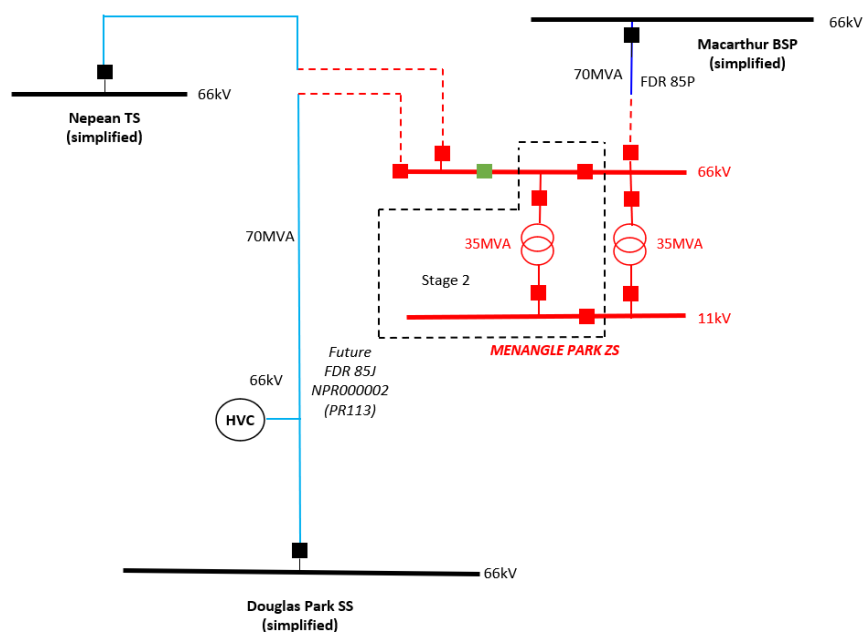 66kV
Macarthur BSP
(simplified)
70MVA
FDR 85P
66kV
Nepean TS
(simplified)
66kV
70MVA
35MVA
35MVA
Stage 2
11kV
MENANGLE PARK ZS
Future
FDR 85J
NPR000002
(PR113)
66kV
HVC
66kV
Douglas Park SS
(simplified)